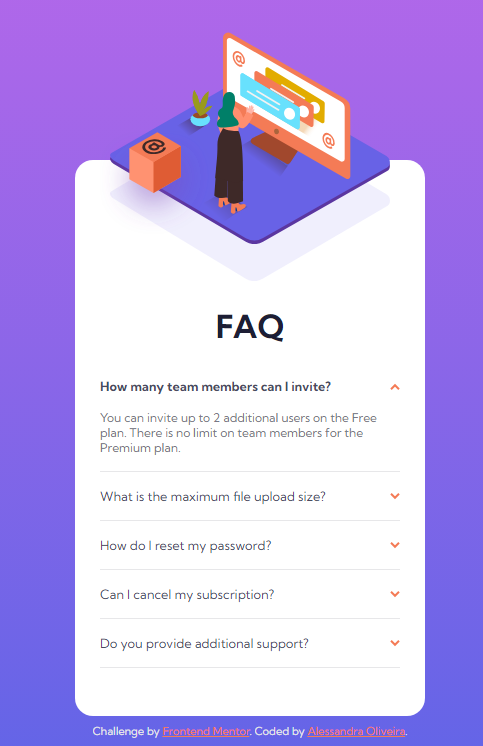 @
@
@
FAQ
How many team members can I invite?
You can invite up to 2 additional users on the Free
plan. There is no limit on team members for the
Premium plan.
What is the maximum file upload size?
How do I reset my password?
Can I cancel my subscription?
Do you provide additional support?
Challenge by Frontend Mentor. Coded by Alessandra Oliveira.